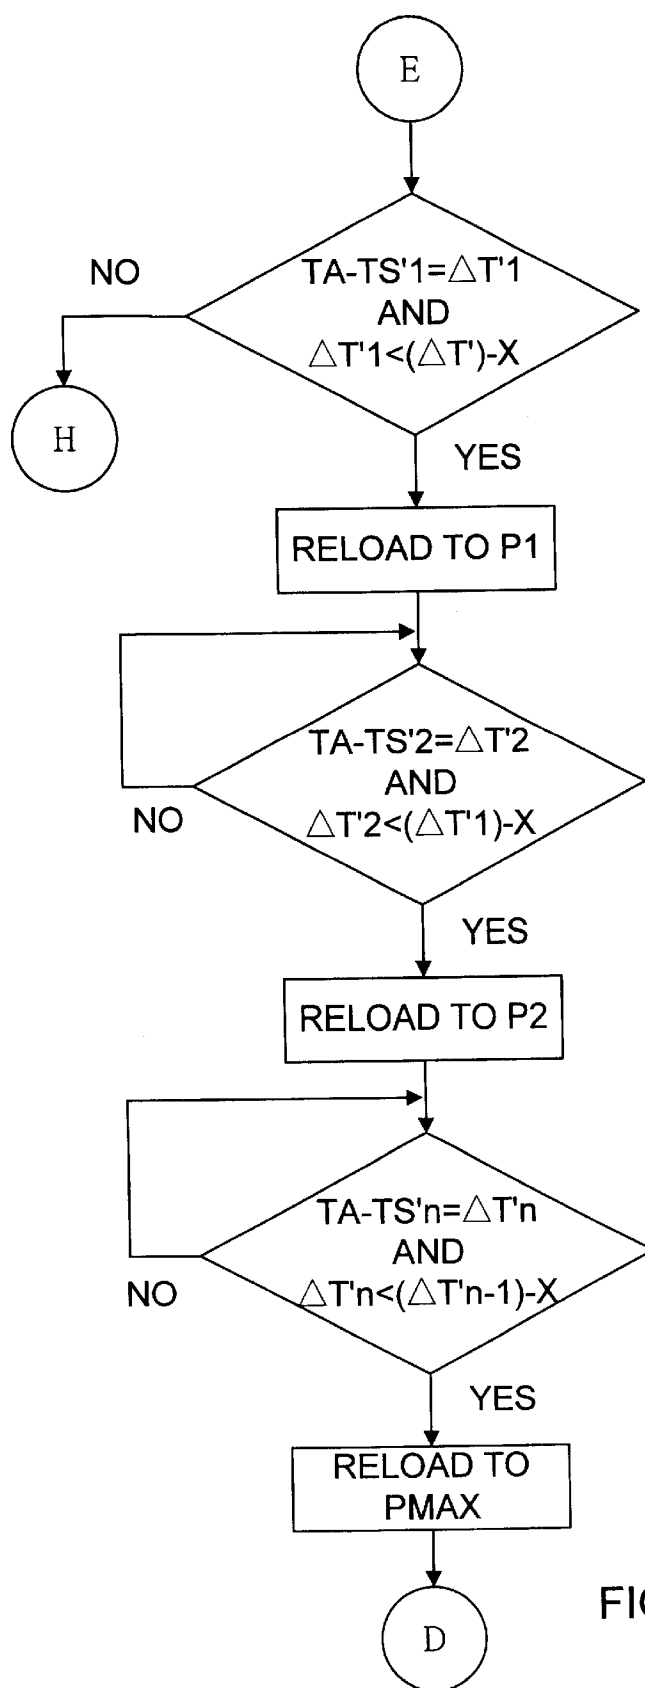 E
TA-TS'1=△T'1
AND
△T'1<(△T')-X
NO
H
YES
RELOAD TO P1
TA-TS'2=△T'2
AND
△T'2<(△T'1)-X
NO
YES
RELOAD TO P2
TA-TS'n=△T'n
AND
△T'n<(△T'n-1)-X
NO
YES
RELOAD TO
PMAX
D